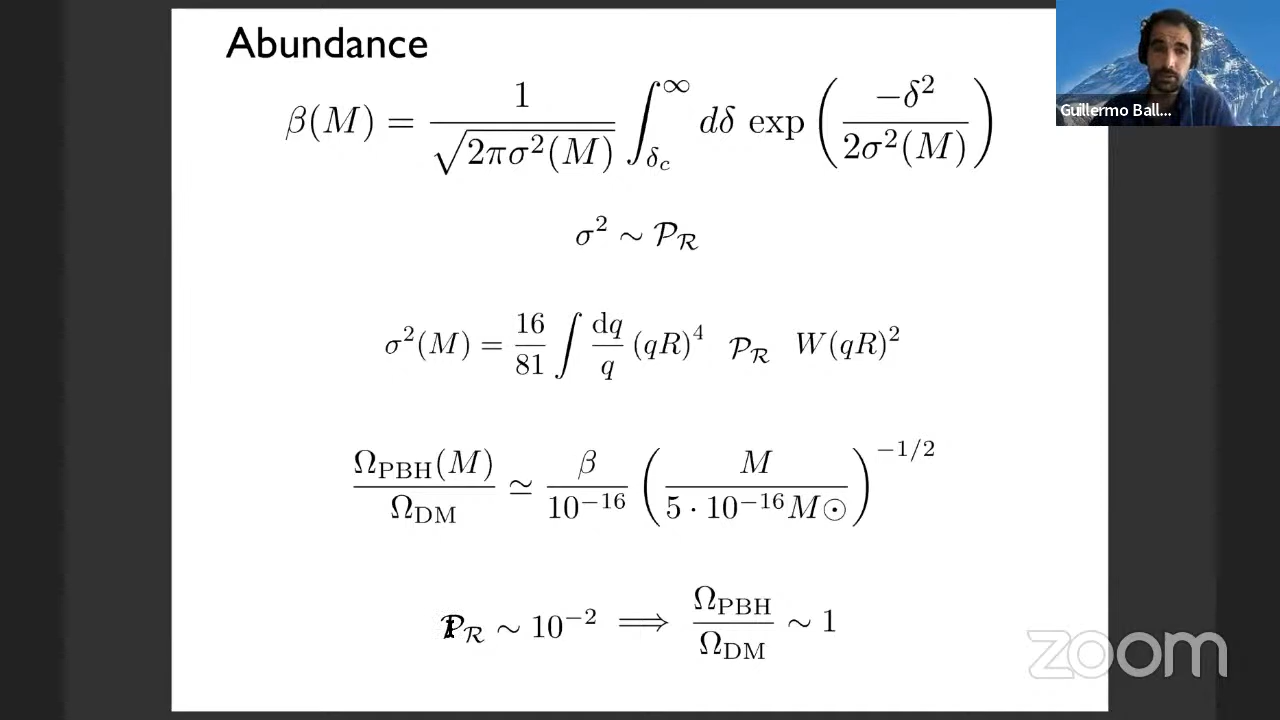 Abundance
β(M) = 1/√(2πσ²(M)) ∫_{δ_c}^{∞} dδ exp(−δ²/2σ²(M))
σ² ∼ 𝒫_ℛ
σ²(M) = 16/81 ∫ dq/q (qR)⁴ 𝒫_ℛ W(qR)²
Ω_PBH(M)/Ω_DM ≃ β/10⁻¹⁶ (M/5 · 10⁻¹⁶ M⊙)^{−1/2}
𝒫_ℛ ∼ 10⁻² ⟹ Ω_PBH/Ω_DM ∼ 1
Guillermo Ball...
zoom